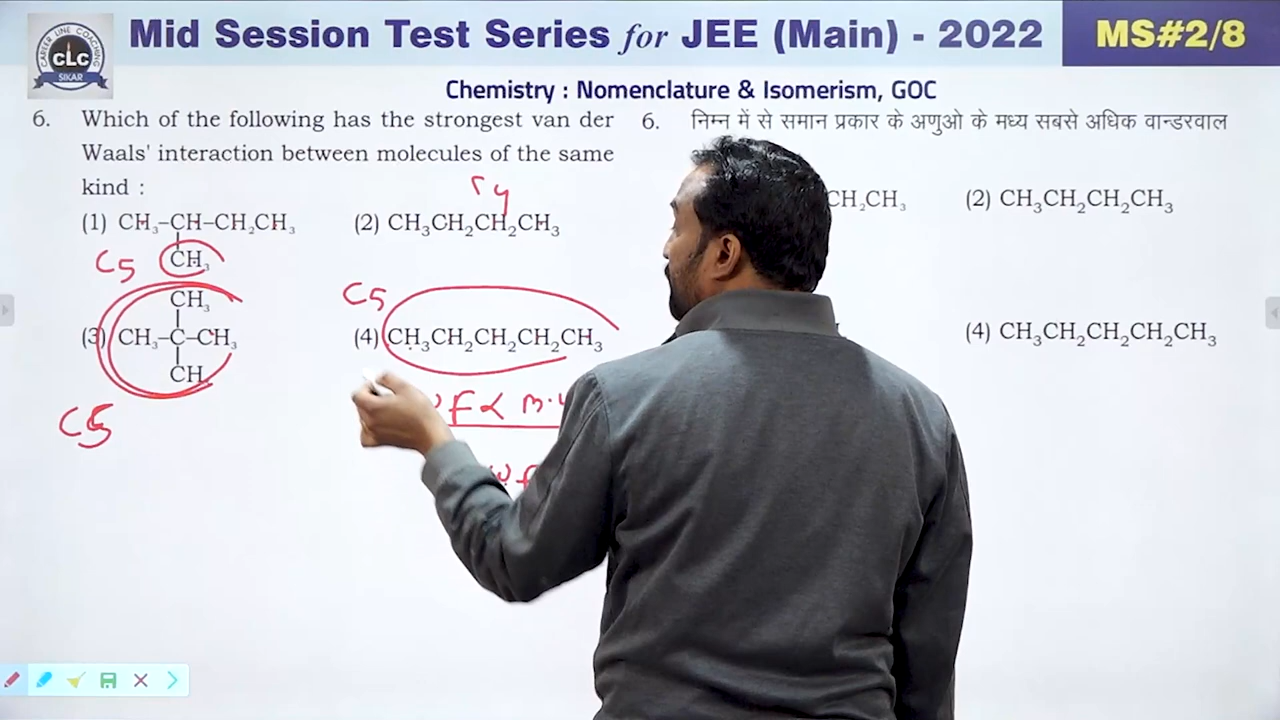 Mid Session Test Series for JEE (Main) - 2022
MS#2/8
CAREER LINE COACHING
CLC
SIKAR
Chemistry : Nomenclature & Isomerism, GOC
6. Which of the following has the strongest van der
Waals' interaction between molecules of the same
kind :
(1) CH₃–CH–CH₂CH₃
CH₃
(2) CH₃CH₂CH₂CH₃
C4
C5
CH₃
(3) CH₃–C–CH₃
CH
C5
(4) CH₃CH₂CH₂CH₂CH₃
C5
F∝ m.
6. निम्न में से समान प्रकार के अणुओ के मध्य सबसे अधिक वान्डरवाल
CH₂CH₃
(2) CH₃CH₂CH₂CH₃
(4) CH₃CH₂CH₂CH₂CH₃